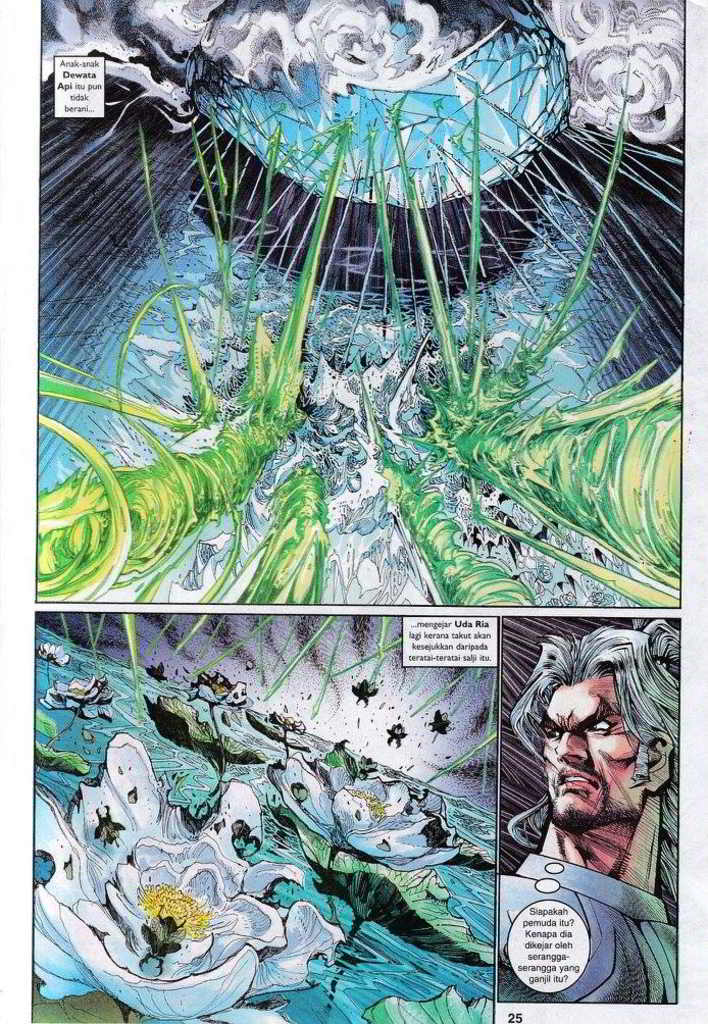 Anak-anak
Dewata
Api itu pun
tidak
berani...
...mengejar Uda Ria
lagi kerana takut akan
kesejukkan daripada
teratai-teratai salji itu.
Siapakah
pemuda itu?
Kenapa dia
dikejar oleh
serangga-
serangga yang
ganjil itu?
25